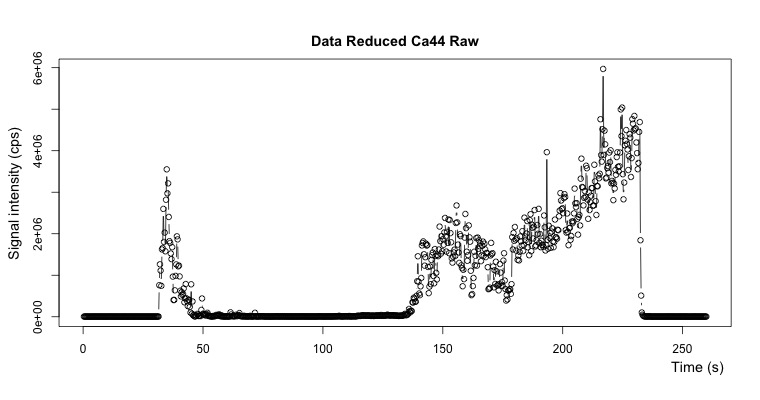 Data Reduced Ca44 Raw
Signal intensity (cps)
6e+06
4e+06
2e+06
0e+00
0 50 100 150 200 250
Time (s)